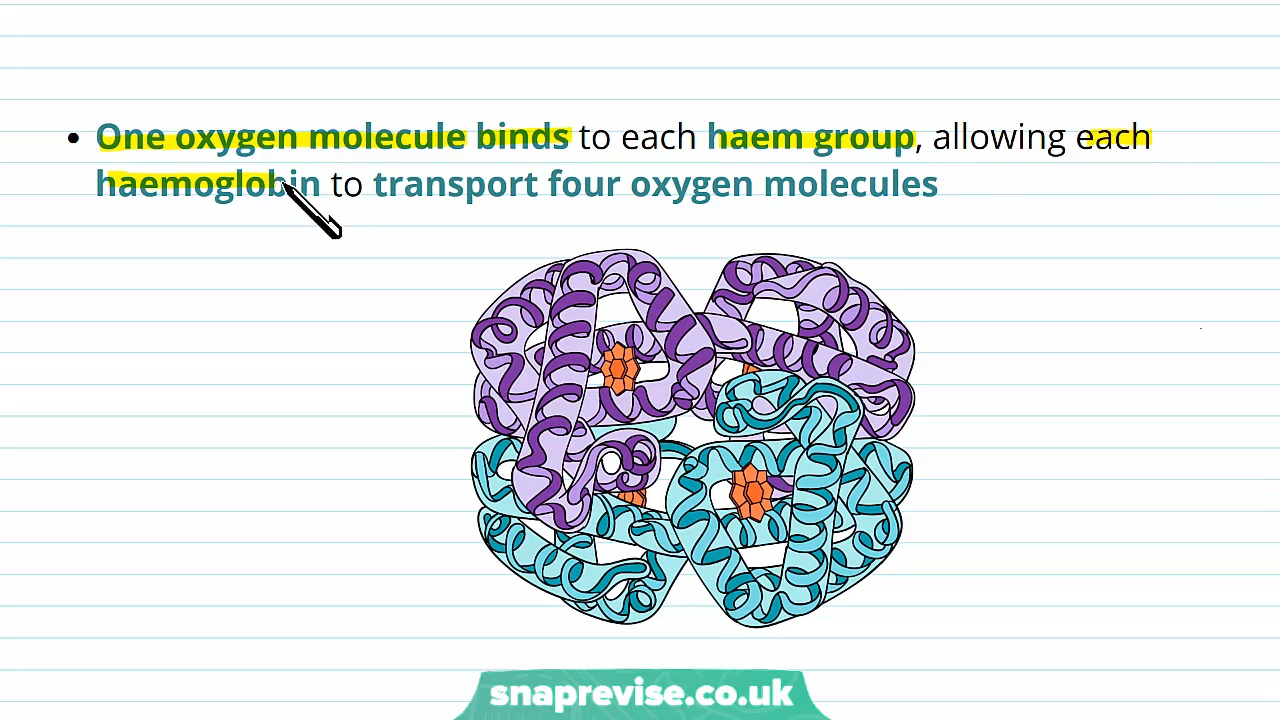 • One oxygen molecule binds to each haem group, allowing each
haemoglobin to transport four oxygen molecules
snaprevise.co.uk